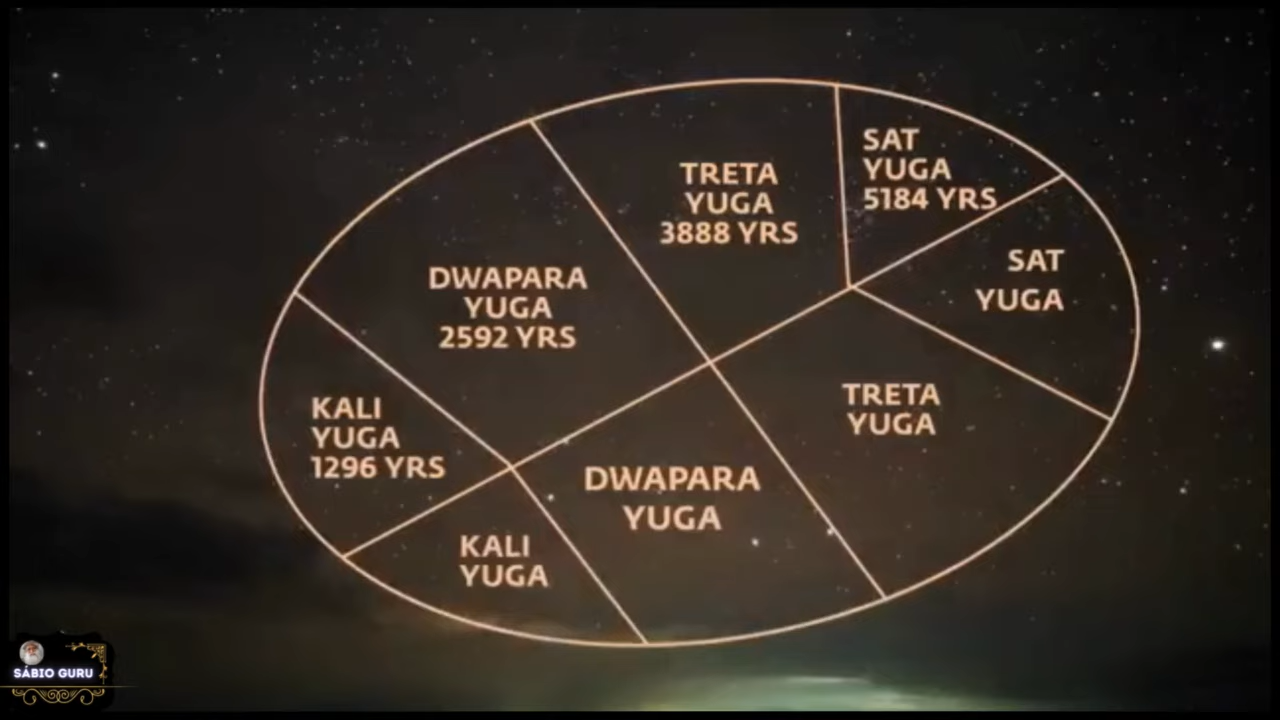 SAT
YUGA
5184 YRS
TRETA
YUGA
3888 YRS
SAT
YUGA
DWAPARA
YUGA
2592 YRS
TRETA
YUGA
KALI
YUGA
1296 YRS
DWAPARA
YUGA
KALI
YUGA
SÁBIO GURU